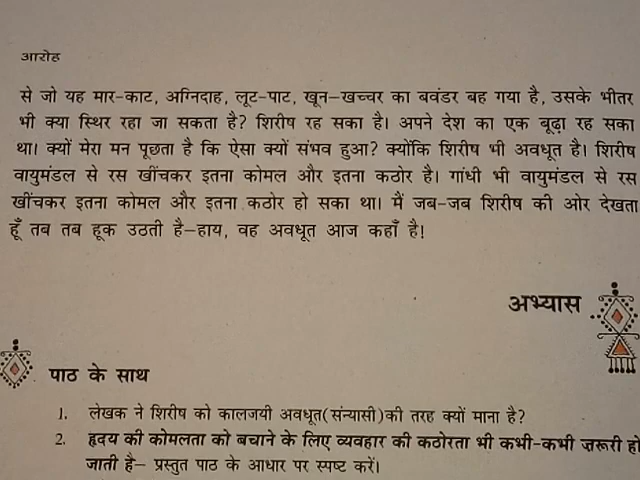 आरोह
से जो यह मार-काट, अग्निदाह, लूट-पाट, खून-खच्चर का बवंडर बह गया है, उसके भीतर
भी क्या स्थिर रहा जा सकता है? शिरीष रह सका है। अपने देश का एक बूढ़ा रह सका
था। क्यों मेरा मन पूछता है कि ऐसा क्यों संभव हुआ? क्योंकि शिरीष भी अवधूत है। शिरीष
वायुमंडल से रस खींचकर इतना कोमल और इतना कठोर है। गांधी भी वायुमंडल से रस
खींचकर इतना कोमल और इतना कठोर हो सका था। मैं जब-जब शिरीष की ओर देखता
हूँ तब तब हूक उठती है–हाय, वह अवधूत आज कहाँ है!
अभ्यास
पाठ के साथ
1. लेखक ने शिरीष को कालजयी अवधूत(संन्यासी)की तरह क्यों माना है?
2. हृदय की कोमलता को बचाने के लिए व्यवहार की कठोरता भी कभी-कभी ज़रूरी हो
जाती है– प्रस्तुत पाठ के आधार पर स्पष्ट करें।